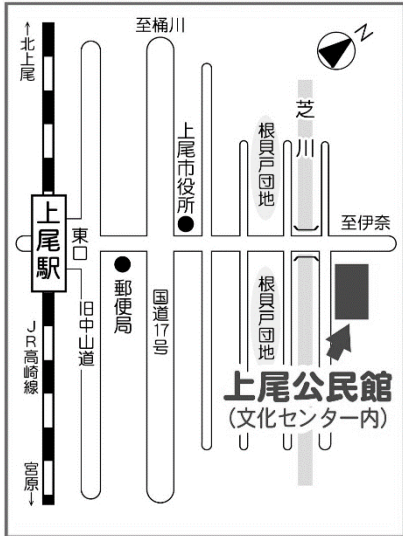 至桶川
N
←北上尾
芝川
上尾市役所
根貝戸団地
至伊奈
上尾駅
東口
郵便局
旧中山道
国道17号
根貝戸団地
JR高崎線
上尾公民館
(文化センター内)
宮原→